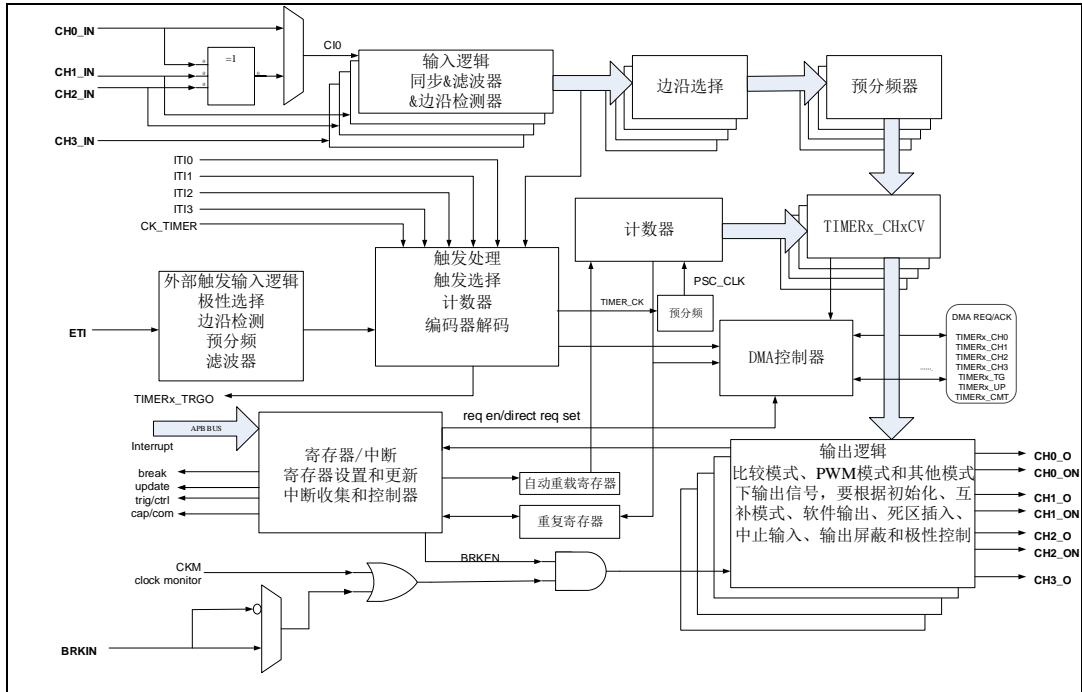 CH0_IN
CH1_IN
CH2_IN
CH3_IN
=1
CI0
输入逻辑
同步&滤波器
&边沿检测器
边沿选择
预分频器
ITI0
ITI1
ITI2
ITI3
CK_TIMER
触发处理
触发选择
计数器
编码器解码
计数器
TIMERx_CHxCV
外部触发输入逻辑
极性选择
边沿检测
预分频
滤波器
ETI
TIMER_CK
PSC_CLK
预分频
DMA控制器
DMA REQ/ACK
TIMERx_CH0
TIMERx_CH1
TIMERx_CH2
TIMERx_CH3
TIMERx_TG
TIMERx_UP
TIMERx_CMT
TIMERx_TRGO
APB BUS
Interrupt
break
update
trig/ctrl
cap/com
寄存器/中断
寄存器设置和更新
中断收集和控制器
req en/direct req set
自动重载寄存器
重复寄存器
输出逻辑
比较模式、PWM模式和其他模式
下输出信号，要根据初始化、互
补模式、软件输出、死区插入、
中止输入、输出屏蔽和极性控制
CH0_O
CH0_ON
CH1_O
CH1_ON
CH2_O
CH2_ON
CH3_O
BRKEN
CKM
clock monitor
BRKIN